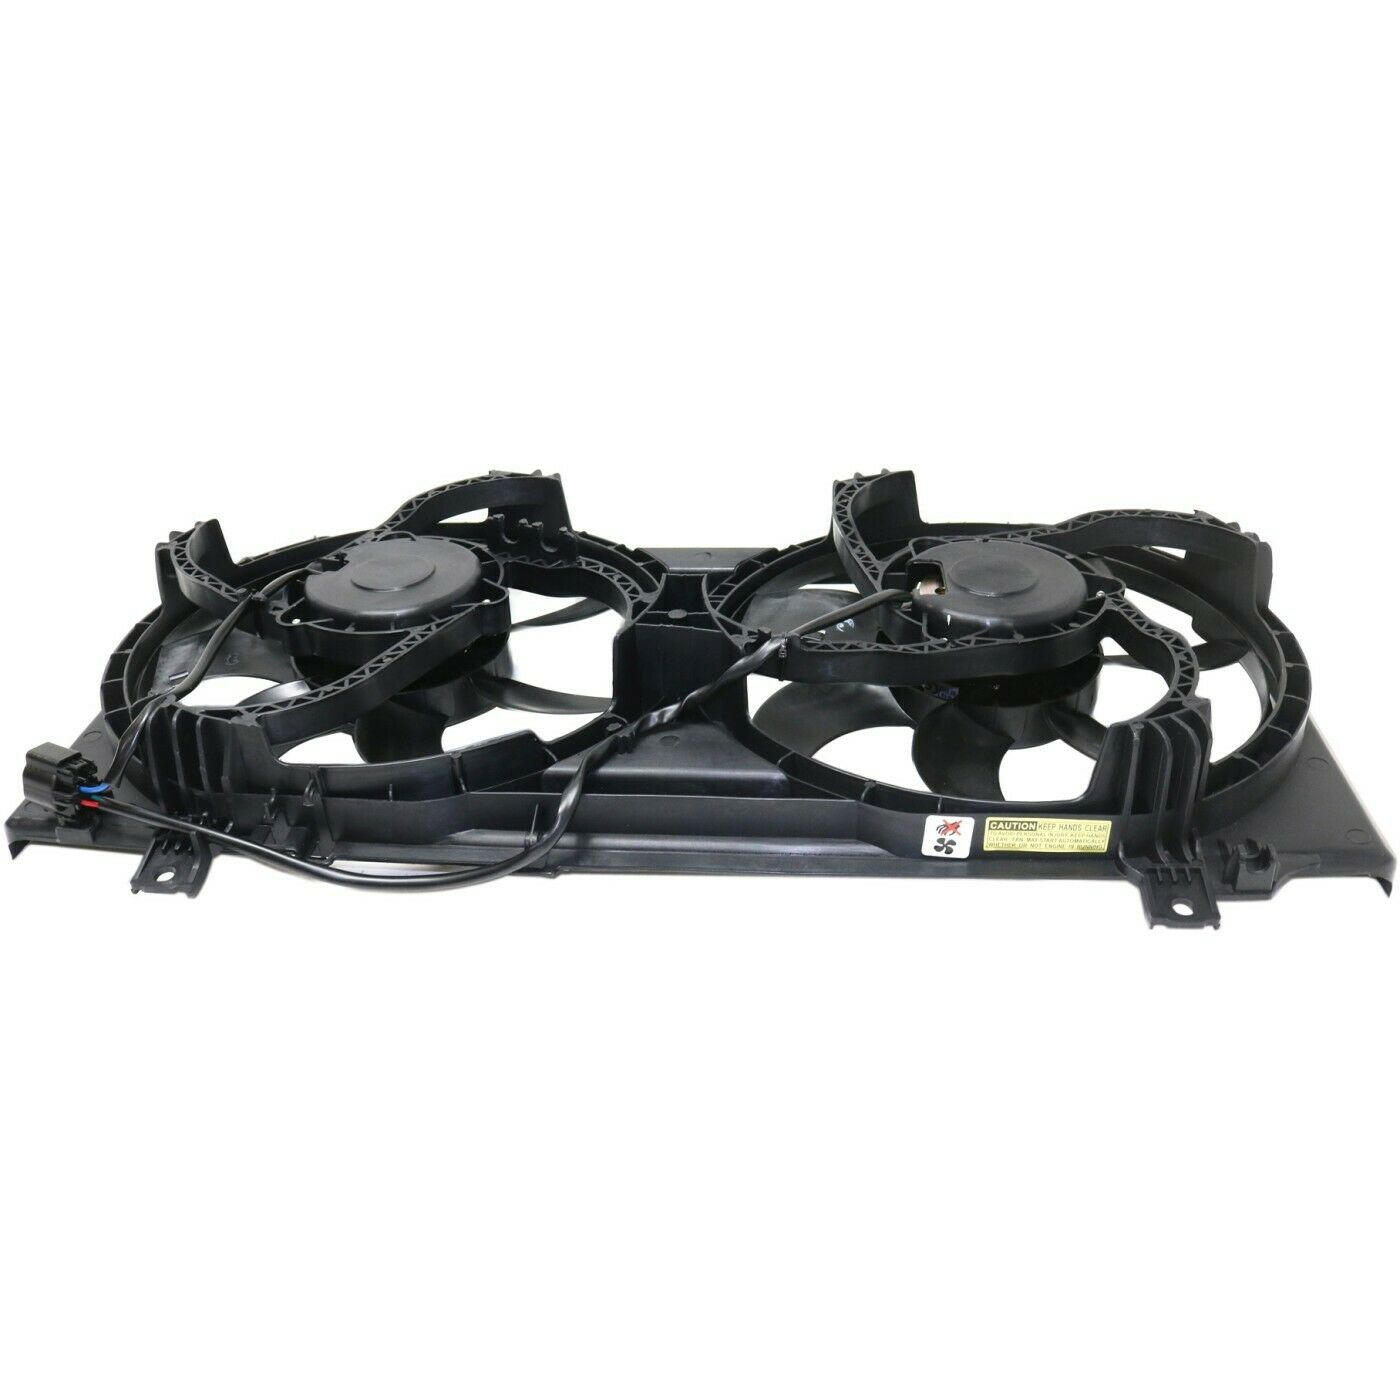 CAUTION KEEP HANDS CLEAR
TO AVOID PERSONAL INJURY KEEP HANDS
CLEAR. FAN MAY START AUTOMATICALLY
WHETHER OR NOT ENGINE IS RUNNING.